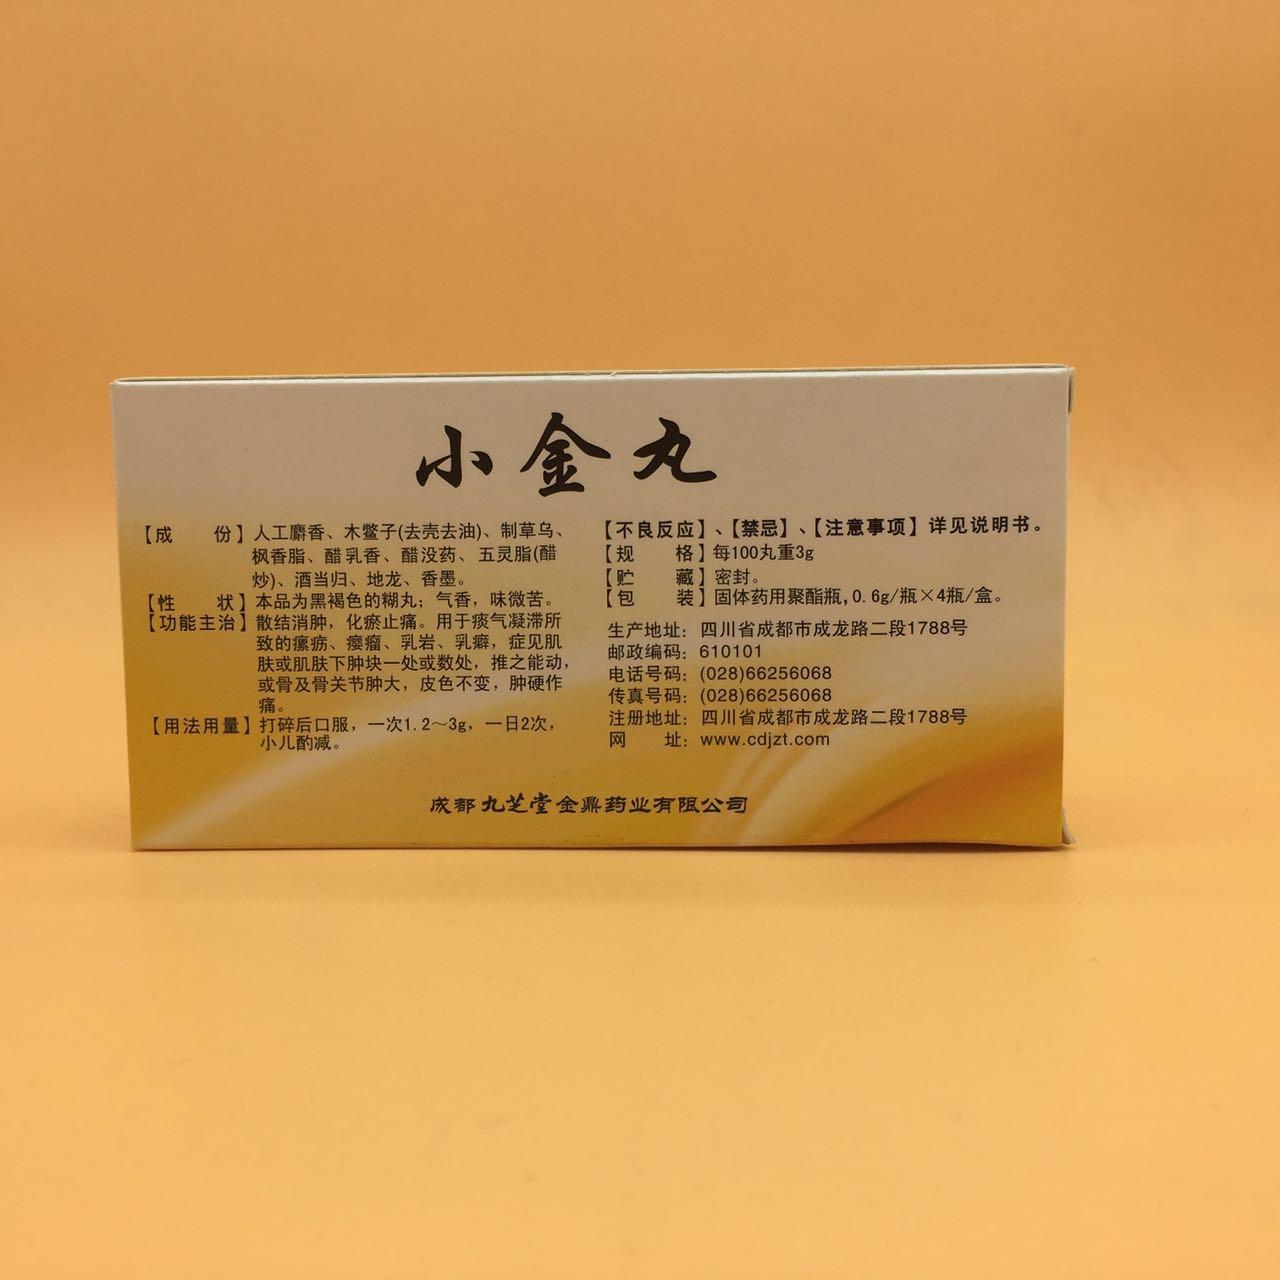 小金丸
【成 份】人工麝香、木鳖子(去壳去油)、制草乌、
枫香脂、醋乳香、醋没药、五灵脂(醋
炒)、酒当归、地龙、香墨。
【性 状】本品为黑褐色的糊丸；气香，味微苦。
【功能主治】散结消肿，化瘀止痛。用于痰气凝滞所
致的瘰疬、瘿瘤、乳岩、乳癖，症见肌
肤或肌肤下肿块一处或数处，推之能动，
或骨及骨关节肿大，皮色不变，肿硬作
痛。
【用法用量】打碎后口服，一次1.2～3g，一日2次，
小儿酌减。
【不良反应】、【禁忌】、【注意事项】详见说明书。
【规 格】每100丸重3g
【贮 藏】密封。
【包 装】固体药用聚酯瓶，0.6g/瓶×4瓶/盒。
生产地址：四川省成都市成龙路二段1788号
邮政编码：610101
电话号码：(028)66256068
传真号码：(028)66256068
注册地址：四川省成都市成龙路二段1788号
网 址：www.cdjzt.com
成都九芝堂金鼎药业有限公司